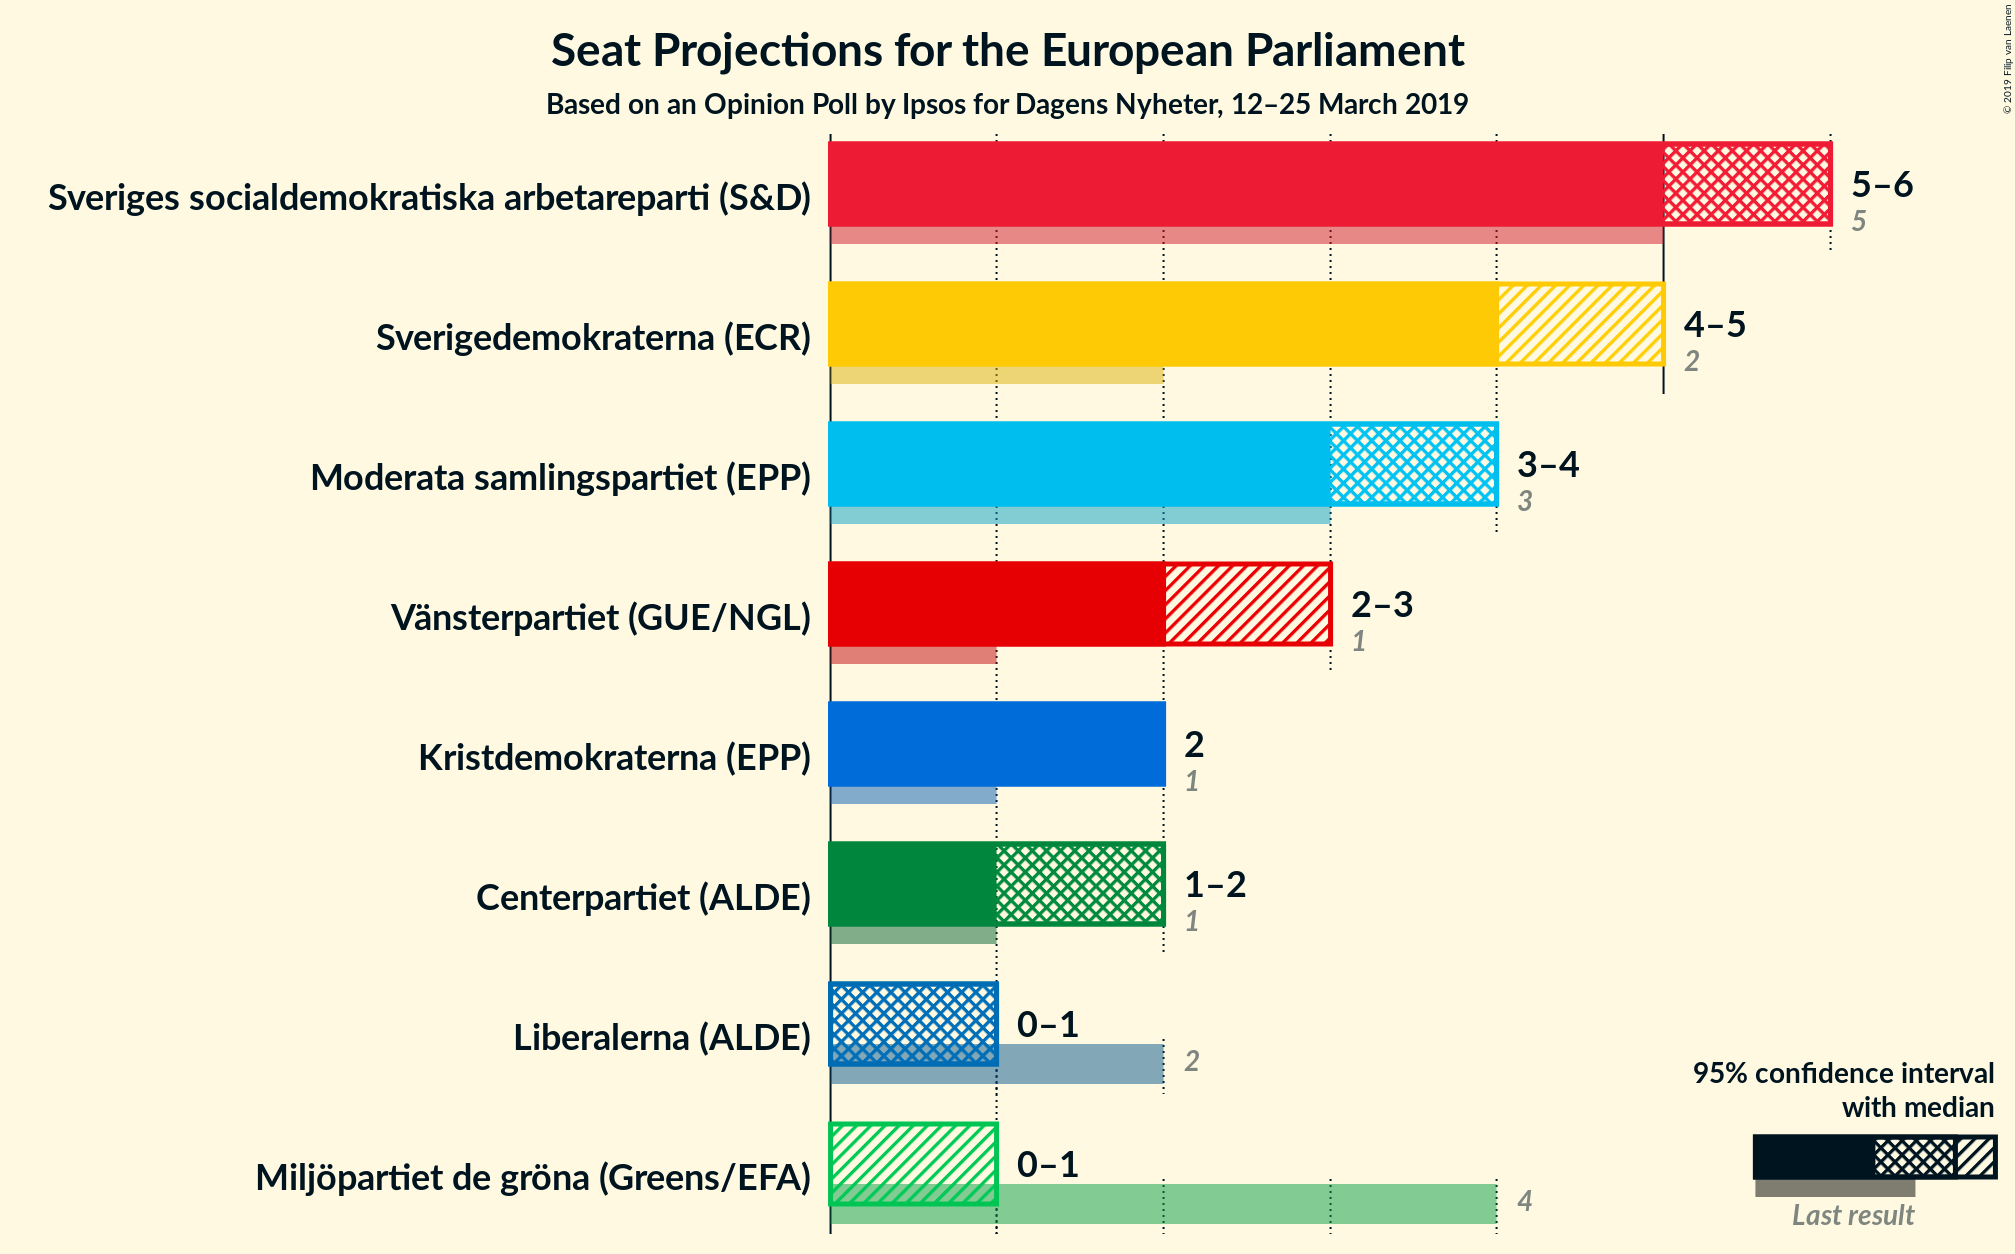 Seat Projections for the European Parliament
Based on an Opinion Poll by Ipsos for Dagens Nyheter, 12–25 March 2019
© 2019 Filip van Laenen
Sveriges socialdemokratiska arbetareparti (S&D)
5–6
5
Sverigedemokraterna (ECR)
4–5
2
Moderata samlingspartiet (EPP)
3–4
3
Vänsterpartiet (GUE/NGL)
2–3
1
Kristdemokraterna (EPP)
2
1
Centerpartiet (ALDE)
1–2
1
Liberalerna (ALDE)
0–1
2
Miljöpartiet de gröna (Greens/EFA)
0–1
4
95% confidence interval
with median
Last result